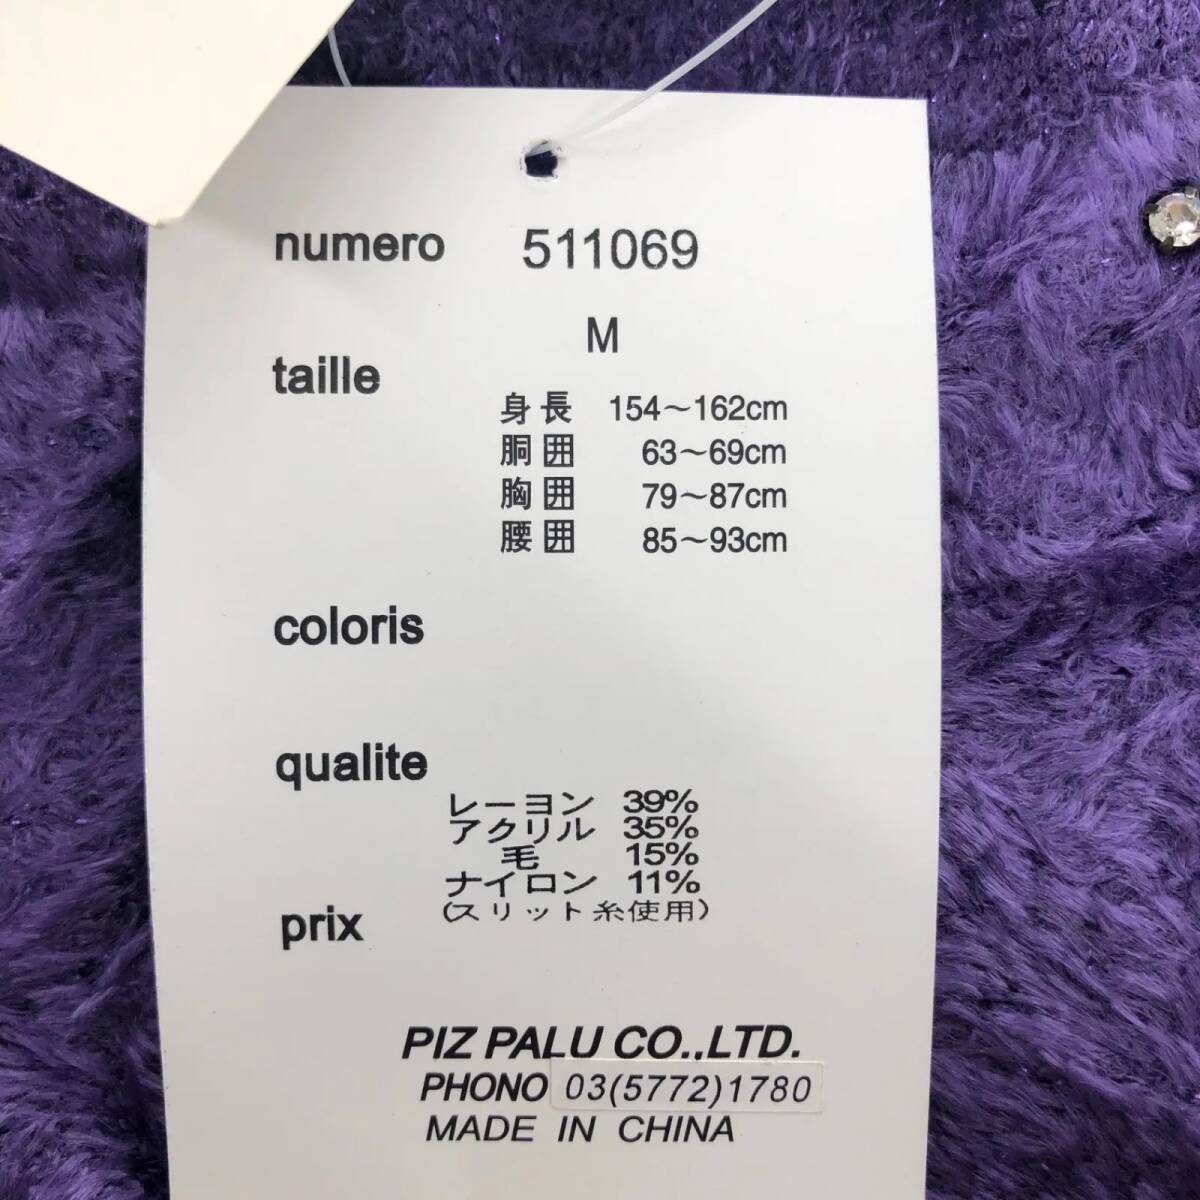 numero 511069
taille M
身長 154~162cm
胴囲 63~69cm
胸囲 79~87cm
腰囲 85~93cm
coloris
qualite
レーヨン 39%
アクリル 35%
毛 15%
ナイロン 11%
(スリット糸使用)
prix
PIZ PALU CO.,LTD.
PHONO 03(5772)1780
MADE IN CHINA